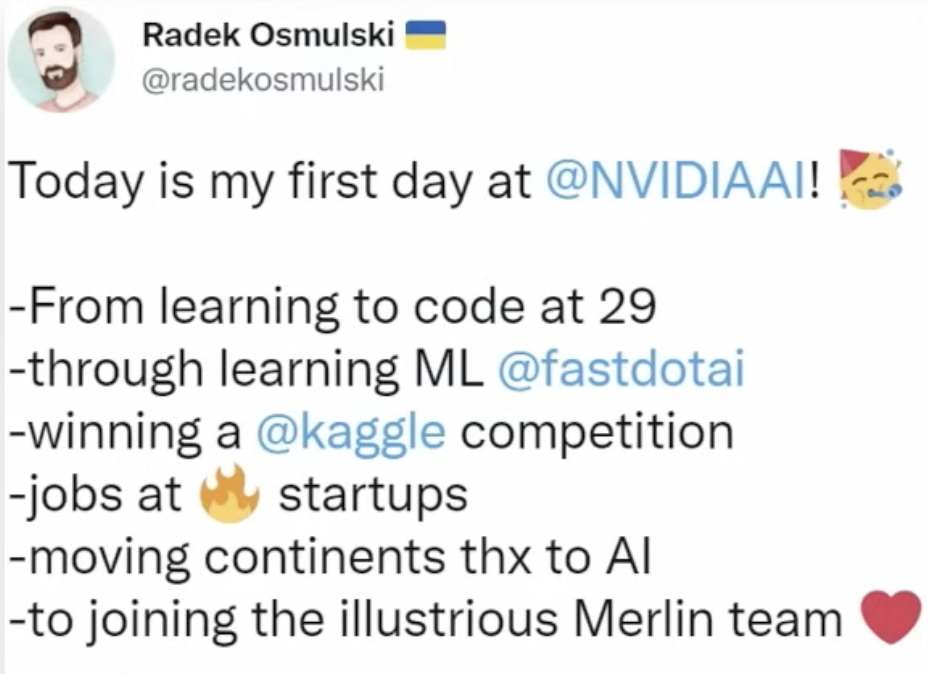 Radek Osmulski 🇺🇦
@radekosmulski
Today is my first day at @NVIDIAAI! 🥳
-From learning to code at 29
-through learning ML @fastdotai
-winning a @kaggle competition
-jobs at 🔥 startups
-moving continents thx to AI
-to joining the illustrious Merlin team ❤️